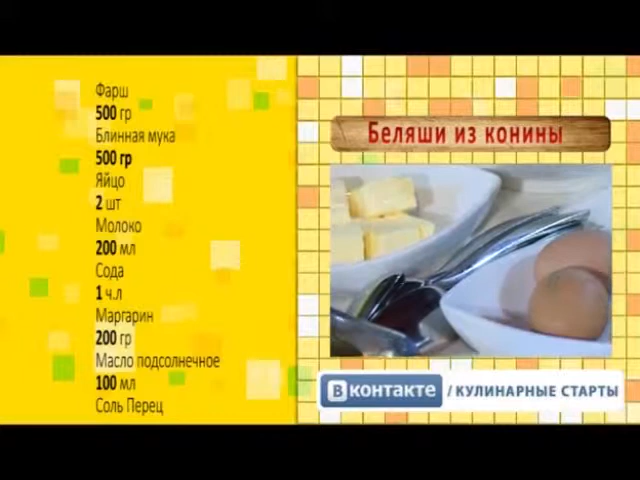 Фарш
500 гр
Блинная мука
500 гр
Яйцо
2 шт
Молоко
200 мл
Сода
1 ч.л
Маргарин
200 гр
Масло подсолнечное
100 мл
Соль Перец
Беляши из конины
В контакте / КУЛИНАРНЫЕ СТАРТЫ